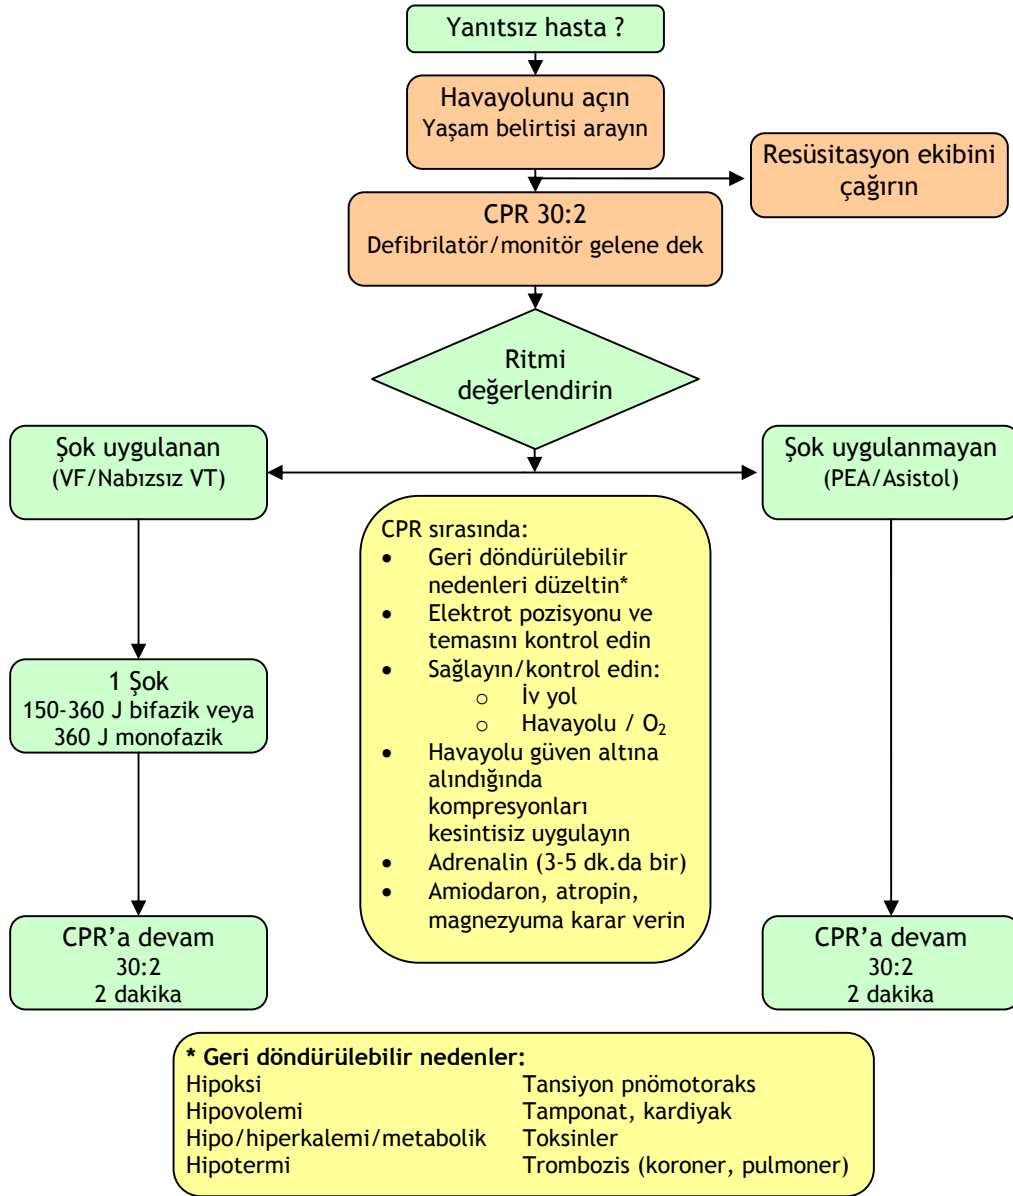 Yanıtsız hasta ?
Havayolunu açın
Yaşam belirtisi arayın
Resüsitasyon ekibini
çağırın
CPR 30:2
Defibrilatör/monitör gelene dek
Ritmi
değerlendirin
Şok uygulanan
(VF/Nabızsız VT)
Şok uygulanmayan
(PEA/Asistol)
1 Şok
150-360 J bifazik veya
360 J monofazik
CPR sırasında:
• Geri döndürülebilir
nedenleri düzeltin*
• Elektrot pozisyonu ve
temasını kontrol edin
• Sağlayın/kontrol edin:
o İv yol
o Havayolu / O₂
• Havayolu güven altına
alındığında
kompresyonları
kesintisiz uygulayın
• Adrenalin (3-5 dk.da bir)
• Amiodaron, atropin,
magnezyuma karar verin
CPR’a devam
30:2
2 dakika
CPR’a devam
30:2
2 dakika
* Geri döndürülebilir nedenler:
Hipoksi Tansiyon pnömotoraks
Hipovolemi Tamponat, kardiyak
Hipo/hiperkalemi/metabolik Toksinler
Hipotermi Trombozis (koroner, pulmoner)